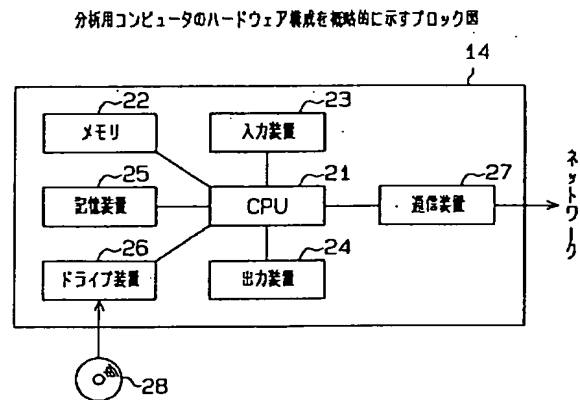 分析用コンピュータのハードウェア構成を概略的に示すブロック図
14
22
メモリ
23
入力装置
25
記憶装置
21
CPU
27
通信装置
ネットワーク
26
ドライブ装置
24
出力装置
28